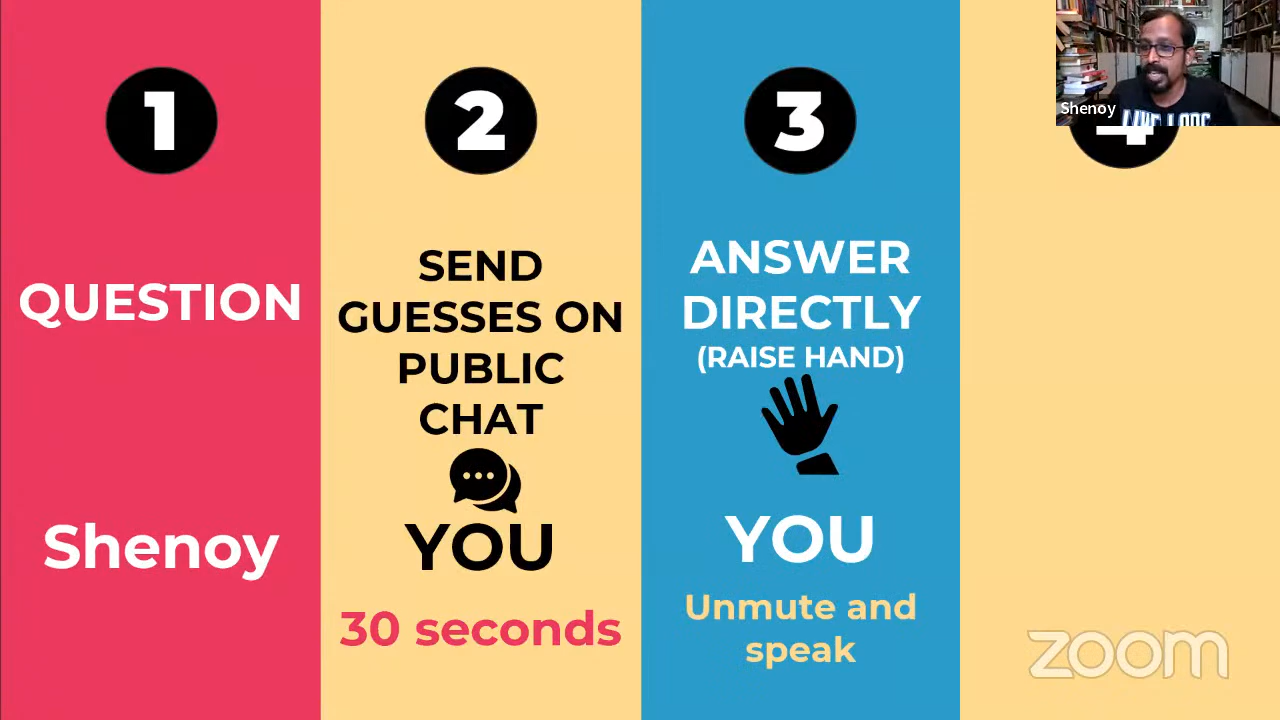 1
QUESTION
Shenoy
2
SEND
GUESSES ON
PUBLIC
CHAT
YOU
30 seconds
3
ANSWER
DIRECTLY
(RAISE HAND)
YOU
Unmute and
speak
4
Shenoy
zoom